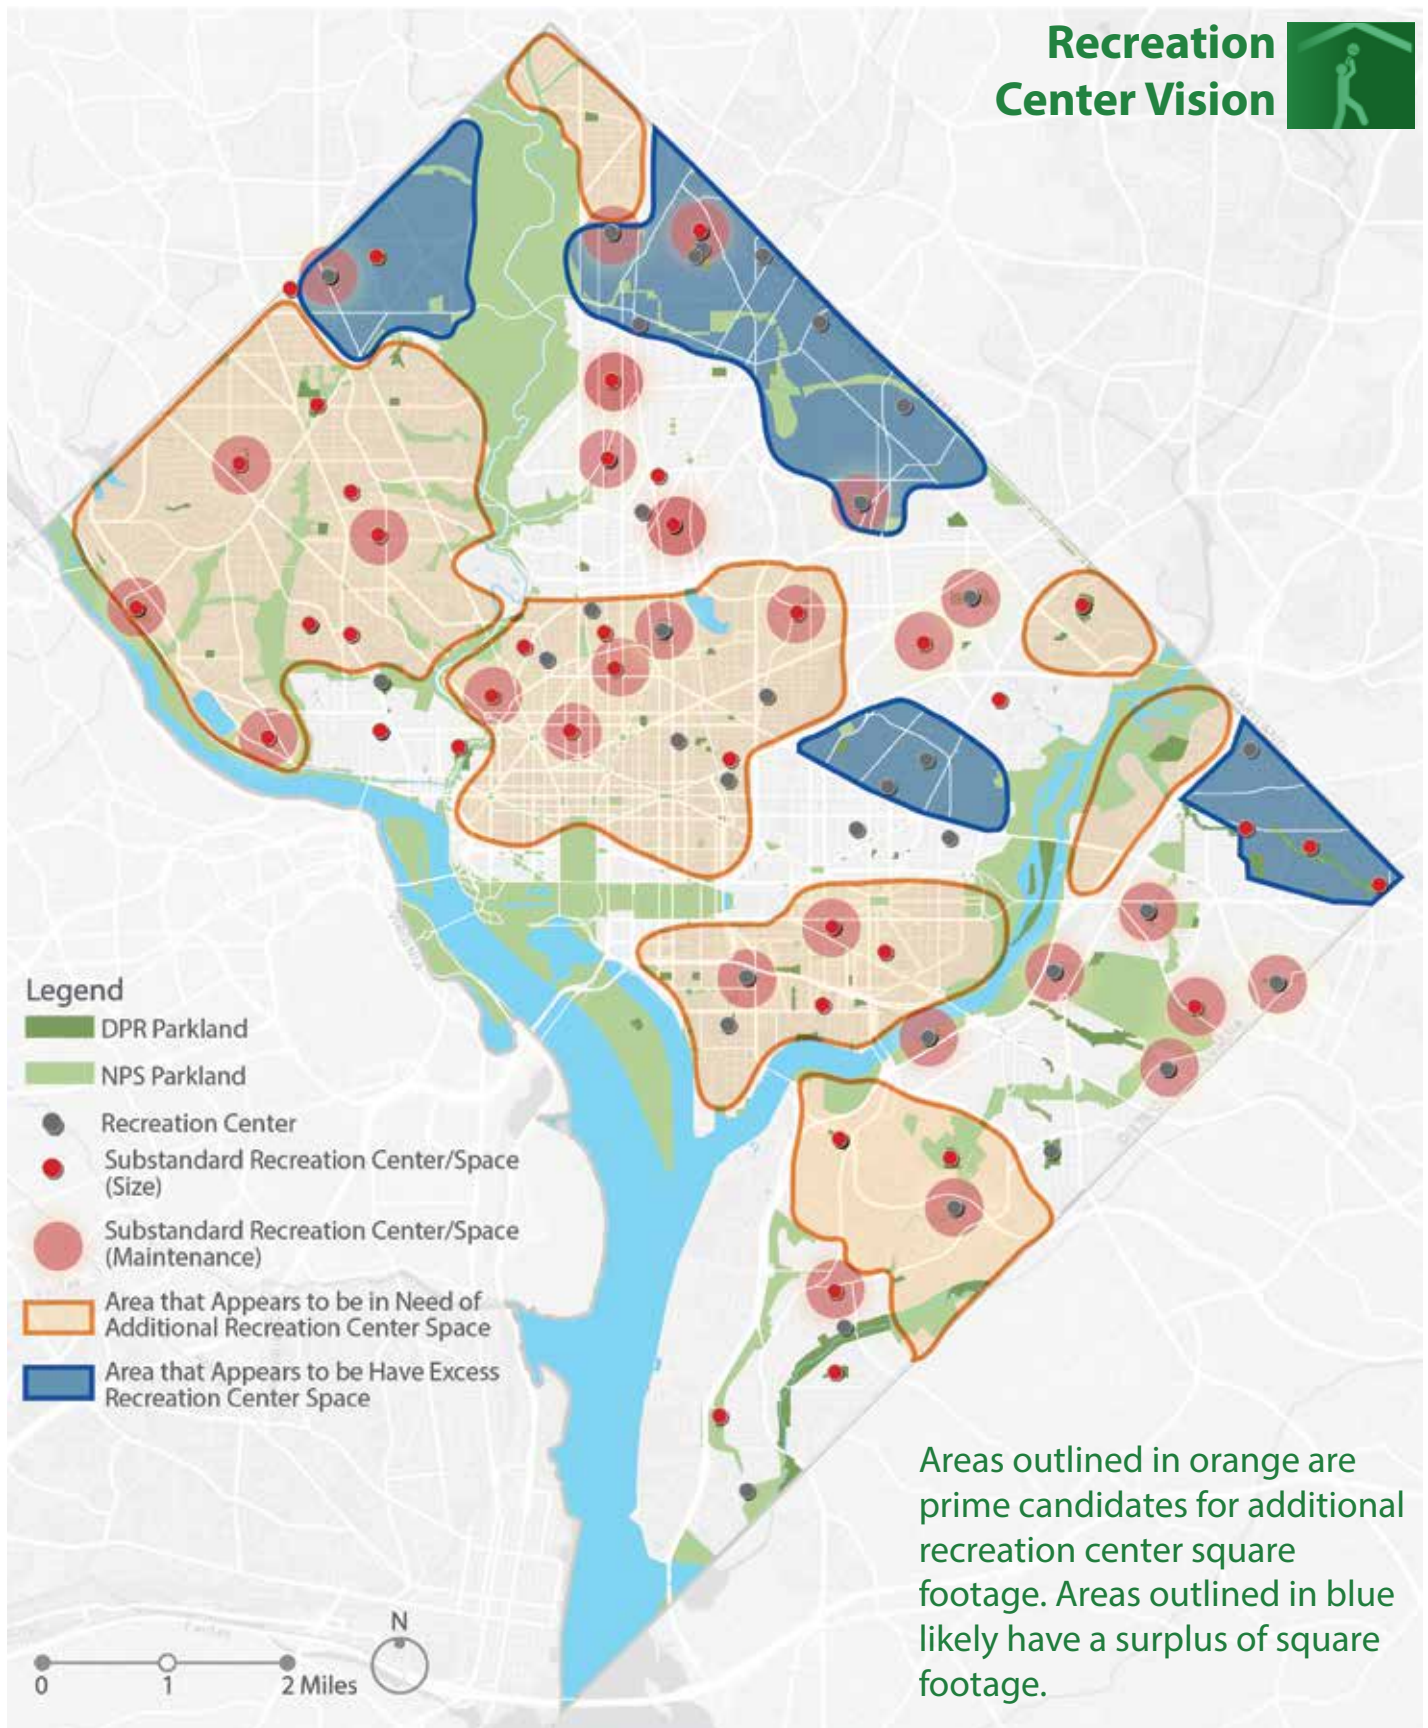 Recreation
Center Vision
Legend
DPR Parkland
NPS Parkland
Recreation Center
Substandard Recreation Center/Space
(Size)
Substandard Recreation Center/Space
(Maintenance)
Area that Appears to be in Need of
Additional Recreation Center Space
Area that Appears to be Have Excess
Recreation Center Space
Areas outlined in orange are
prime candidates for additional
recreation center square
footage. Areas outlined in blue
likely have a surplus of square
footage.
N
0 1 2 Miles